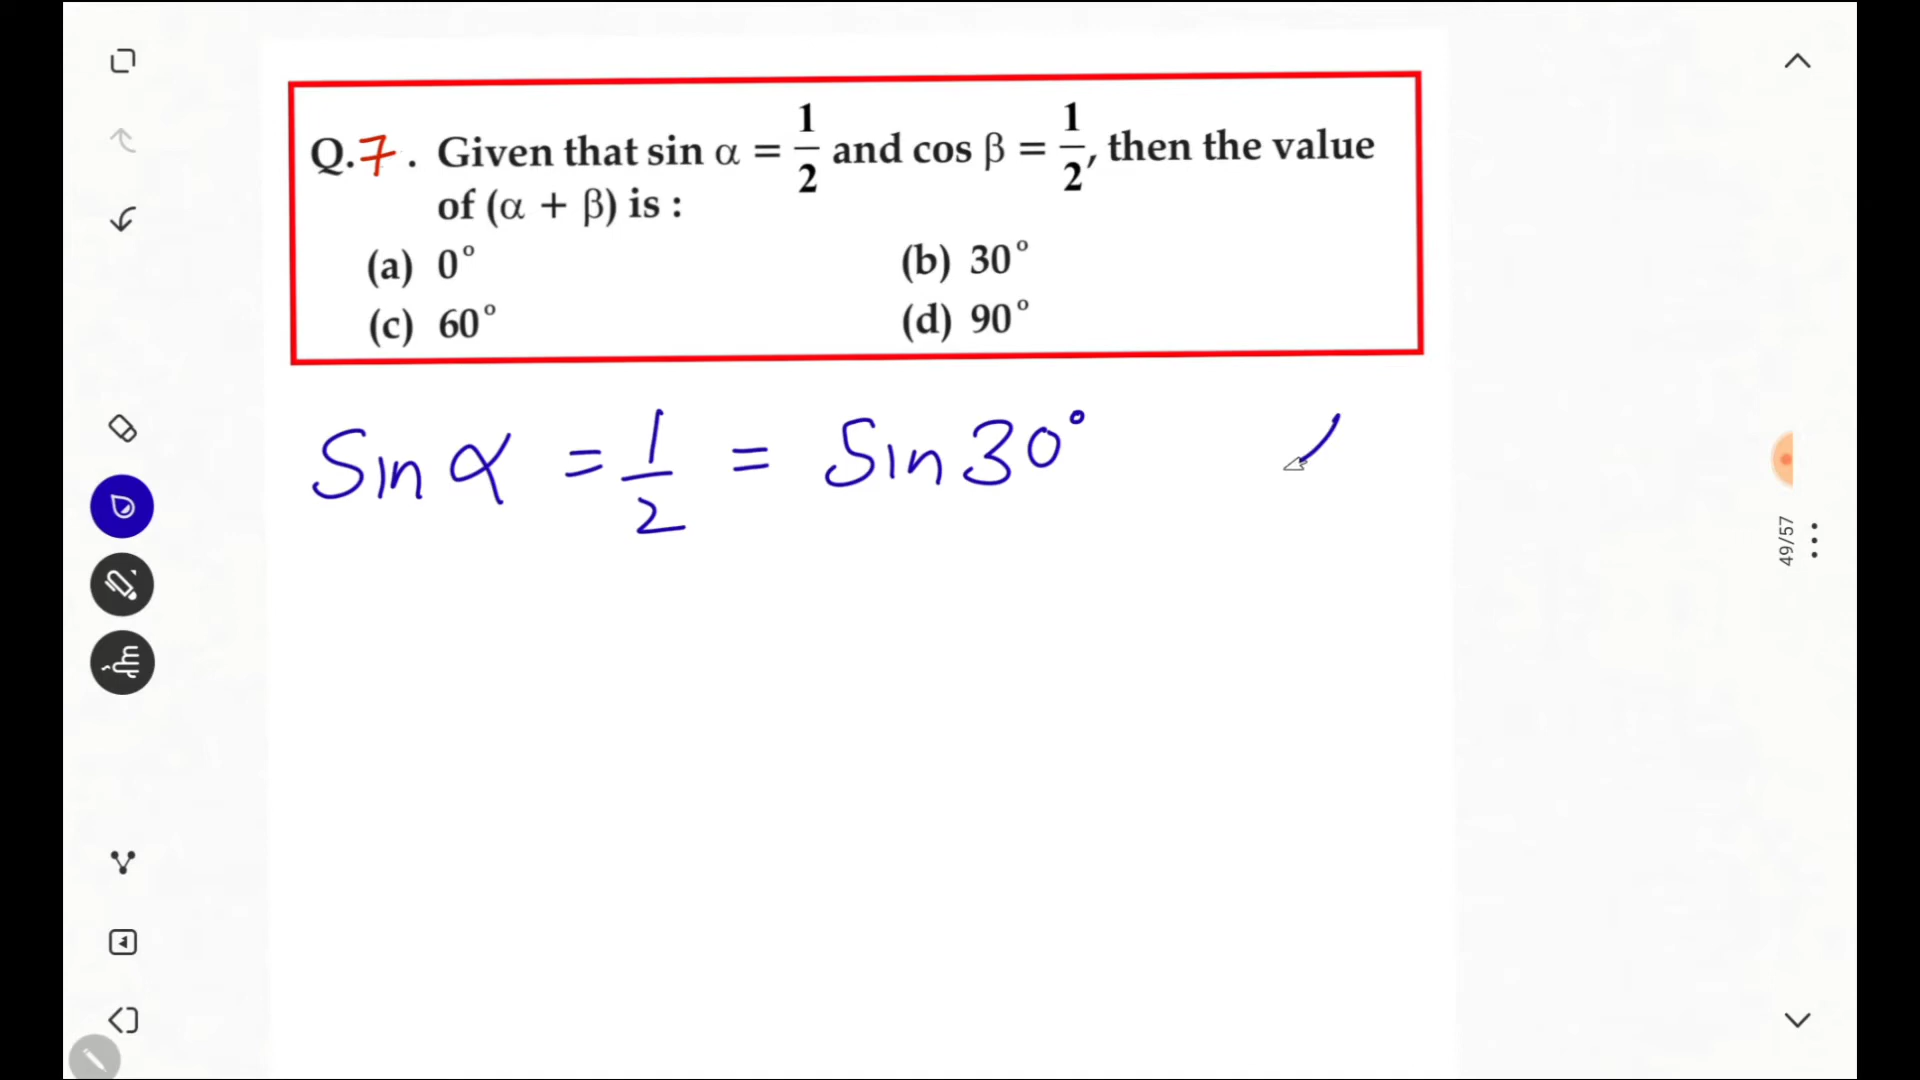 Q.7. Given that sin α = 1/2 and cos β = 1/2, then the value
of (α + β) is :
(a) 0° (b) 30°
(c) 60° (d) 90°
Sin α = 1/2 = Sin 30°
49/57